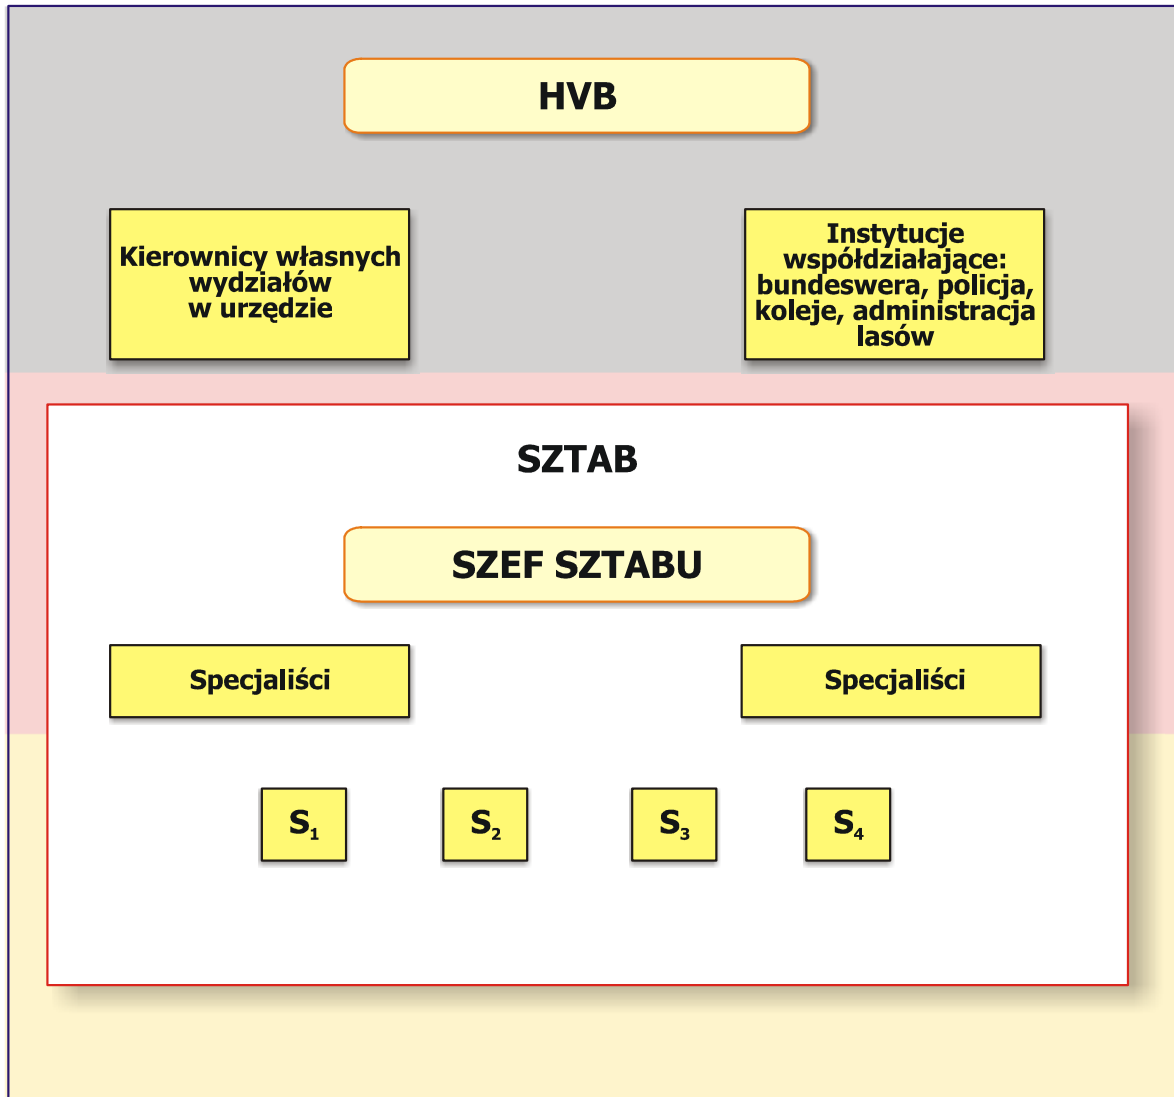 HVB
Kierownicy własnych
wydziałów
w urzędzie
Instytucje
współdziałające:
bundeswera, policja,
koleje, administracja
lasów
SZTAB
SZEF SZTABU
Specjaliści
Specjaliści
S₁
S₂
S₃
S₄